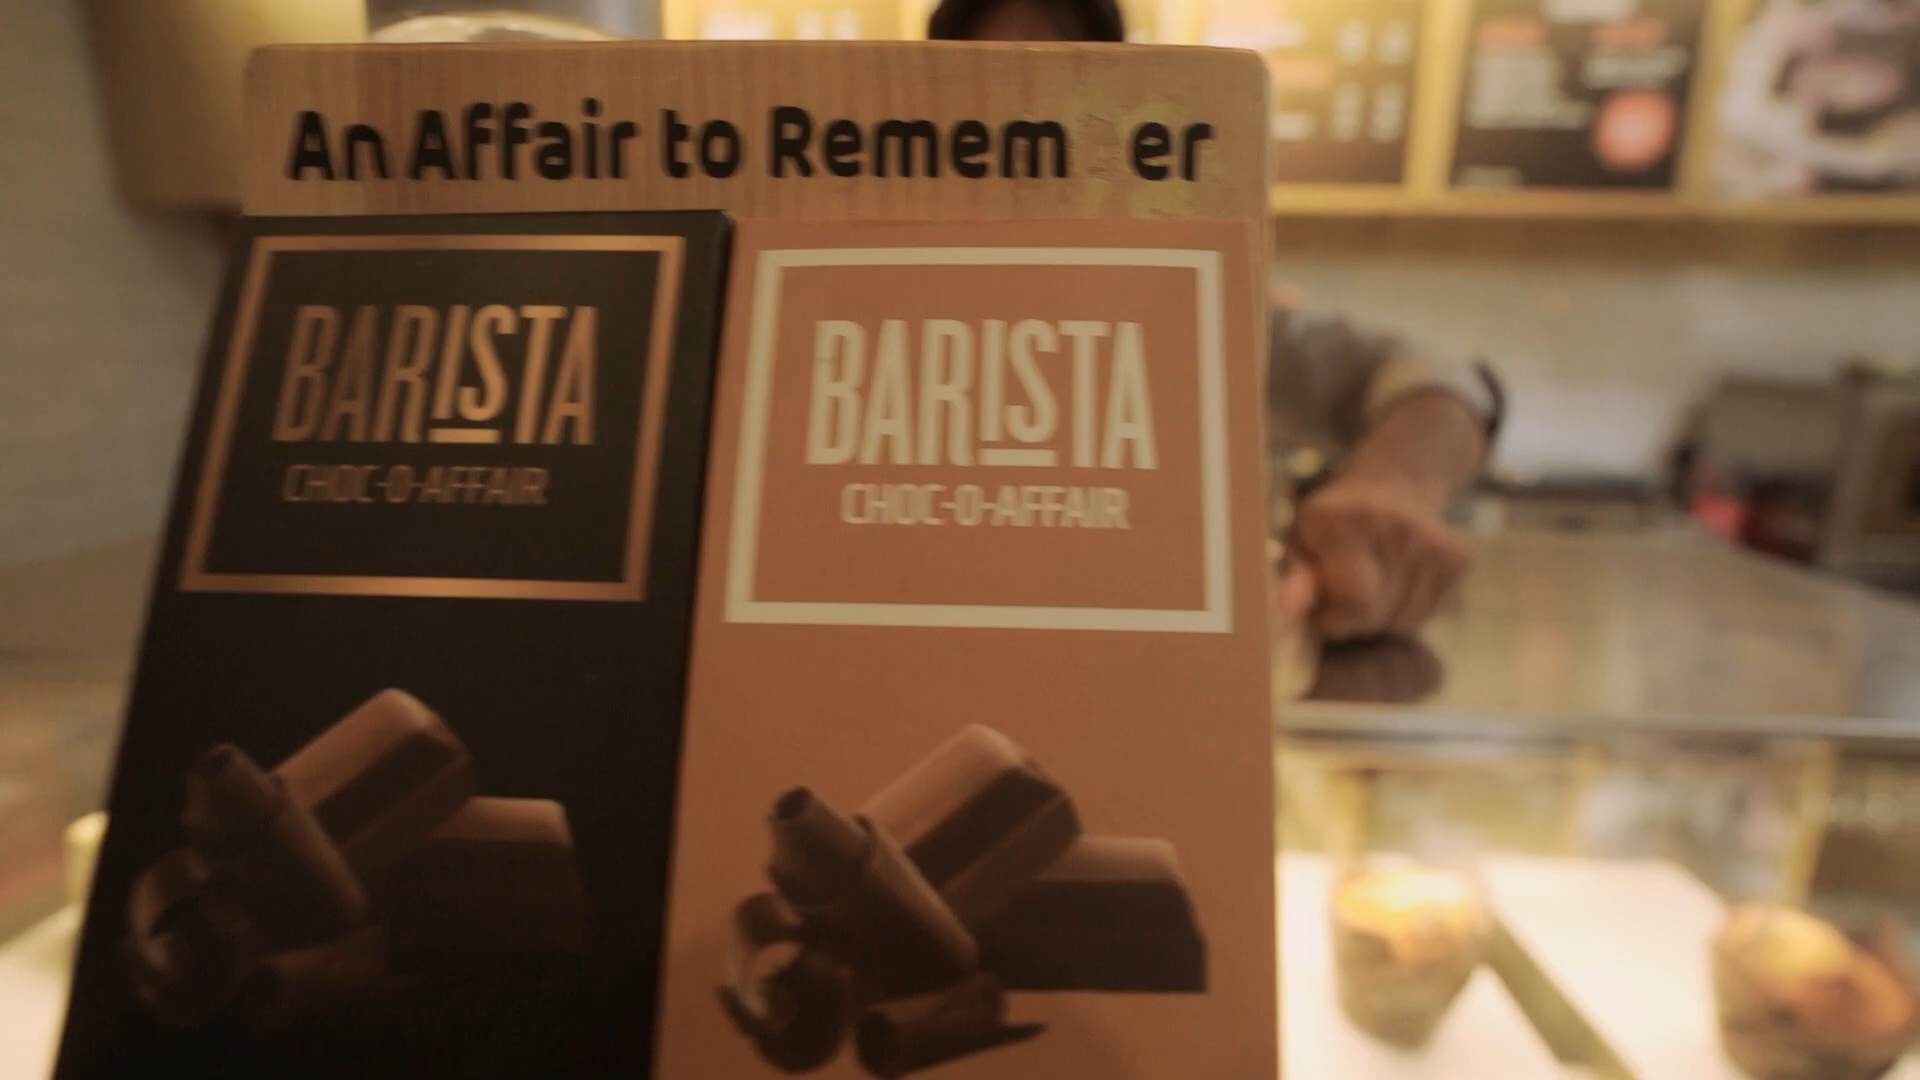 An Affair to Remem er
BARISTA
CHOC-O-AFFAIR
BARISTA
CHOC-O-AFFAIR